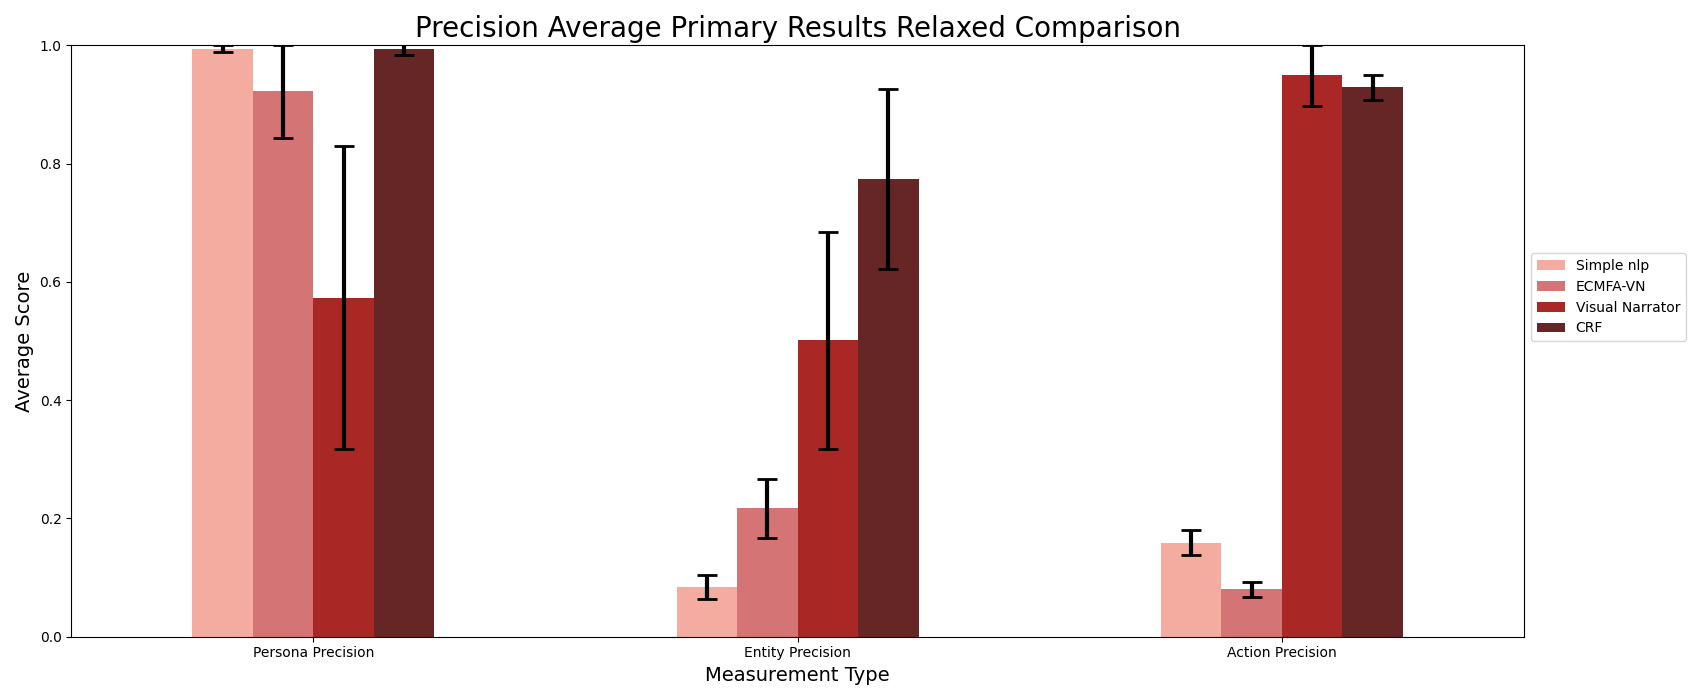 Precision Average Primary Results Relaxed Comparison
1.0
0.8
0.6
0.4
0.2
0.0
Average Score
Persona Precision
Entity Precision
Action Precision
Measurement Type
Simple nlp
ECMFA-VN
Visual Narrator
CRF